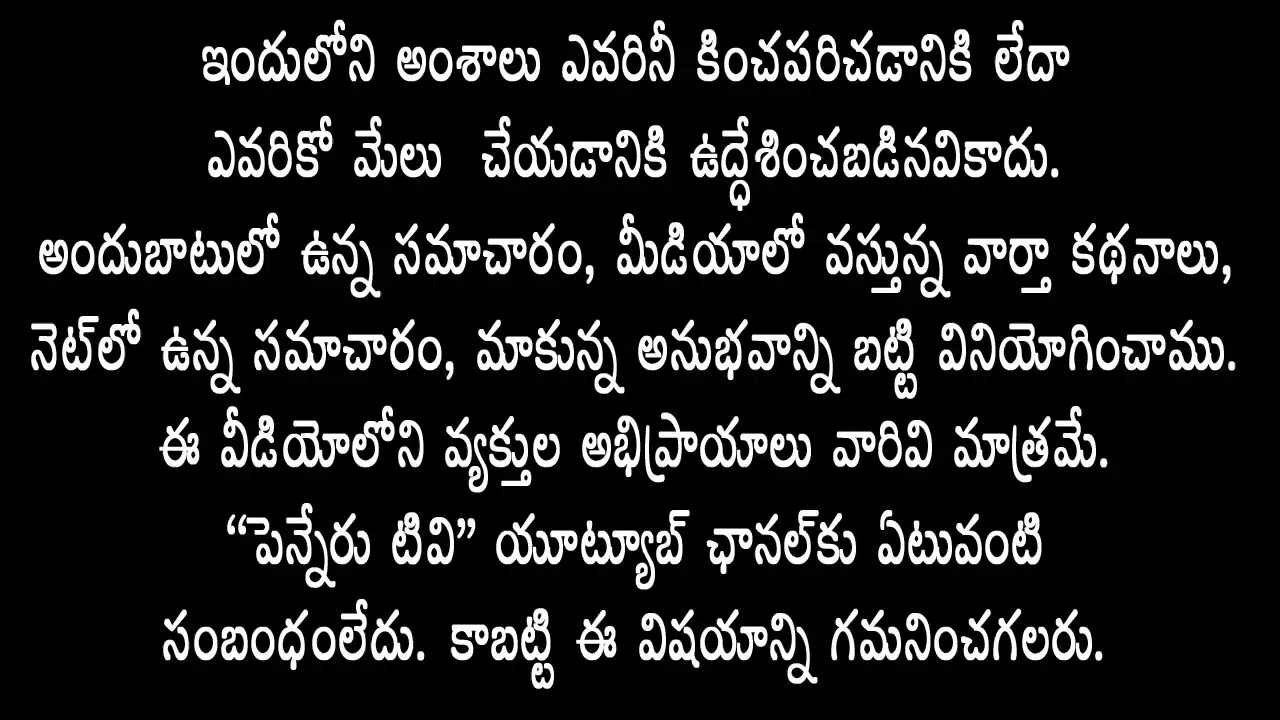 ఇందులోని అంశాలు ఎవరినీ కించపరిచడానికి లేదా
ఎవరికో మేలు చేయడానికి ఉద్ధేశించబడినవికాదు.
అందుబాటులో ఉన్న సమాచారం, మీడియాలో వస్తున్న వార్తా కథనాలు,
నెట్‌లో ఉన్న సమాచారం, మాకున్న అనుభవాన్ని బట్టి వినియోగించాము.
ఈ వీడియోలోని వ్యక్తుల అభిప్రాయాలు వారివి మాత్రమే.
“పెన్నేరు టివి” యూట్యూబ్ ఛానల్‌కు ఏటువంటి
సంబంధంలేదు. కాబట్టి ఈ విషయాన్ని గమనించగలరు.